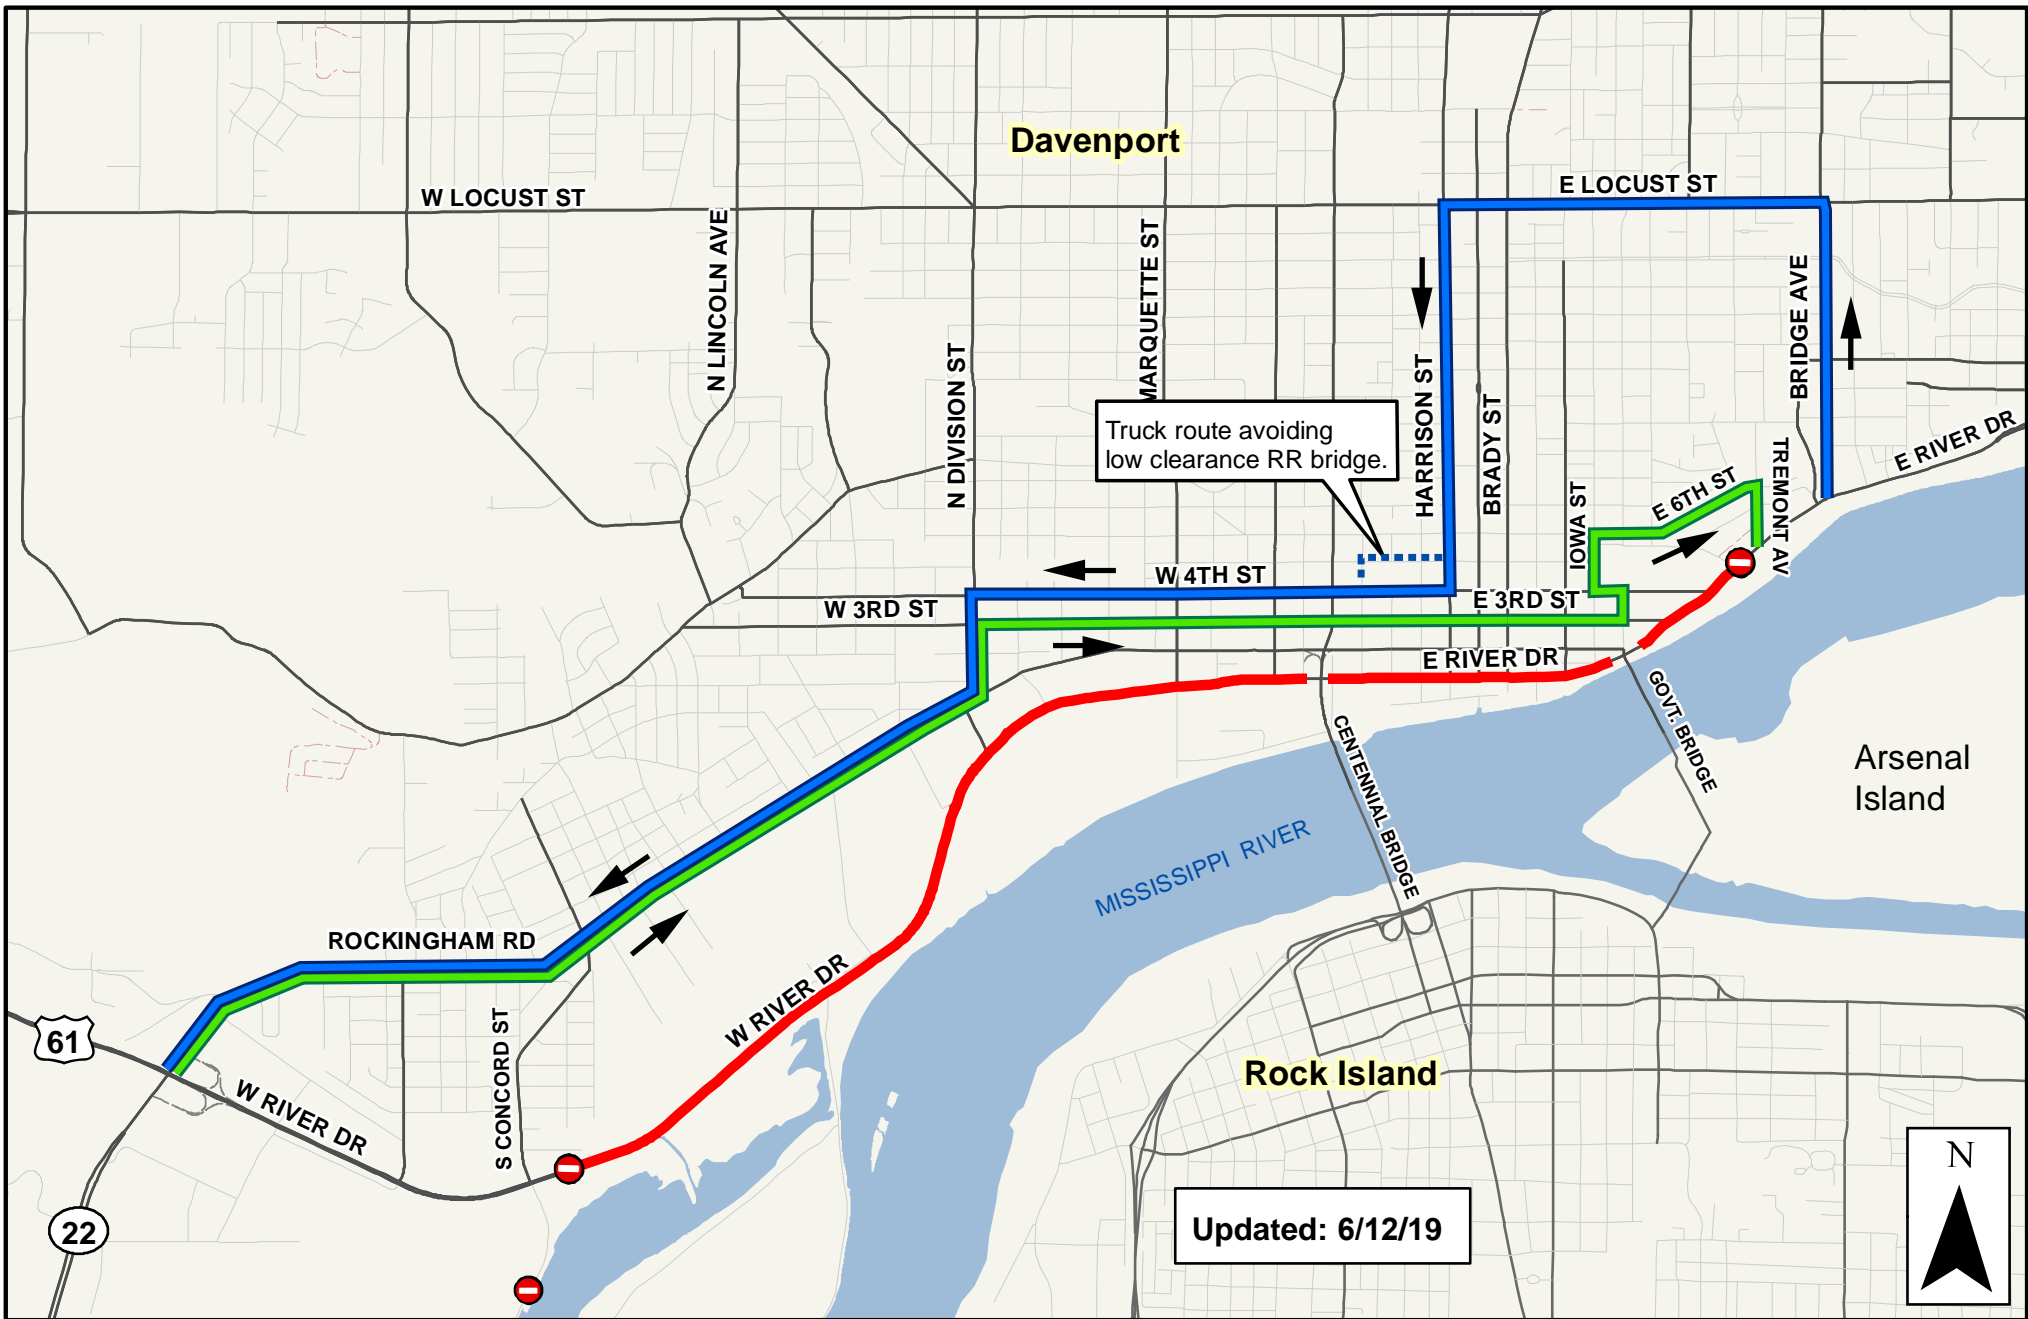 Davenport
W LOCUST ST
E LOCUST ST
N LINCOLN AVE
MARQUETTE ST
N DIVISION ST
HARRISON ST
BRADY ST
BRIDGE AVE
E RIVER DR
TREMONT AV
Truck route avoiding
low clearance RR bridge.
IOWA ST
E 6TH ST
W 4TH ST
W 3RD ST
E 3RD ST
E RIVER DR
GOVT. BRIDGE
CENTENNIAL BRIDGE
Arsenal
Island
MISSISSIPPI RIVER
ROCKINGHAM RD
W RIVER DR
61
S CONCORD ST
W RIVER DR
Rock Island
22
Updated: 6/12/19
N